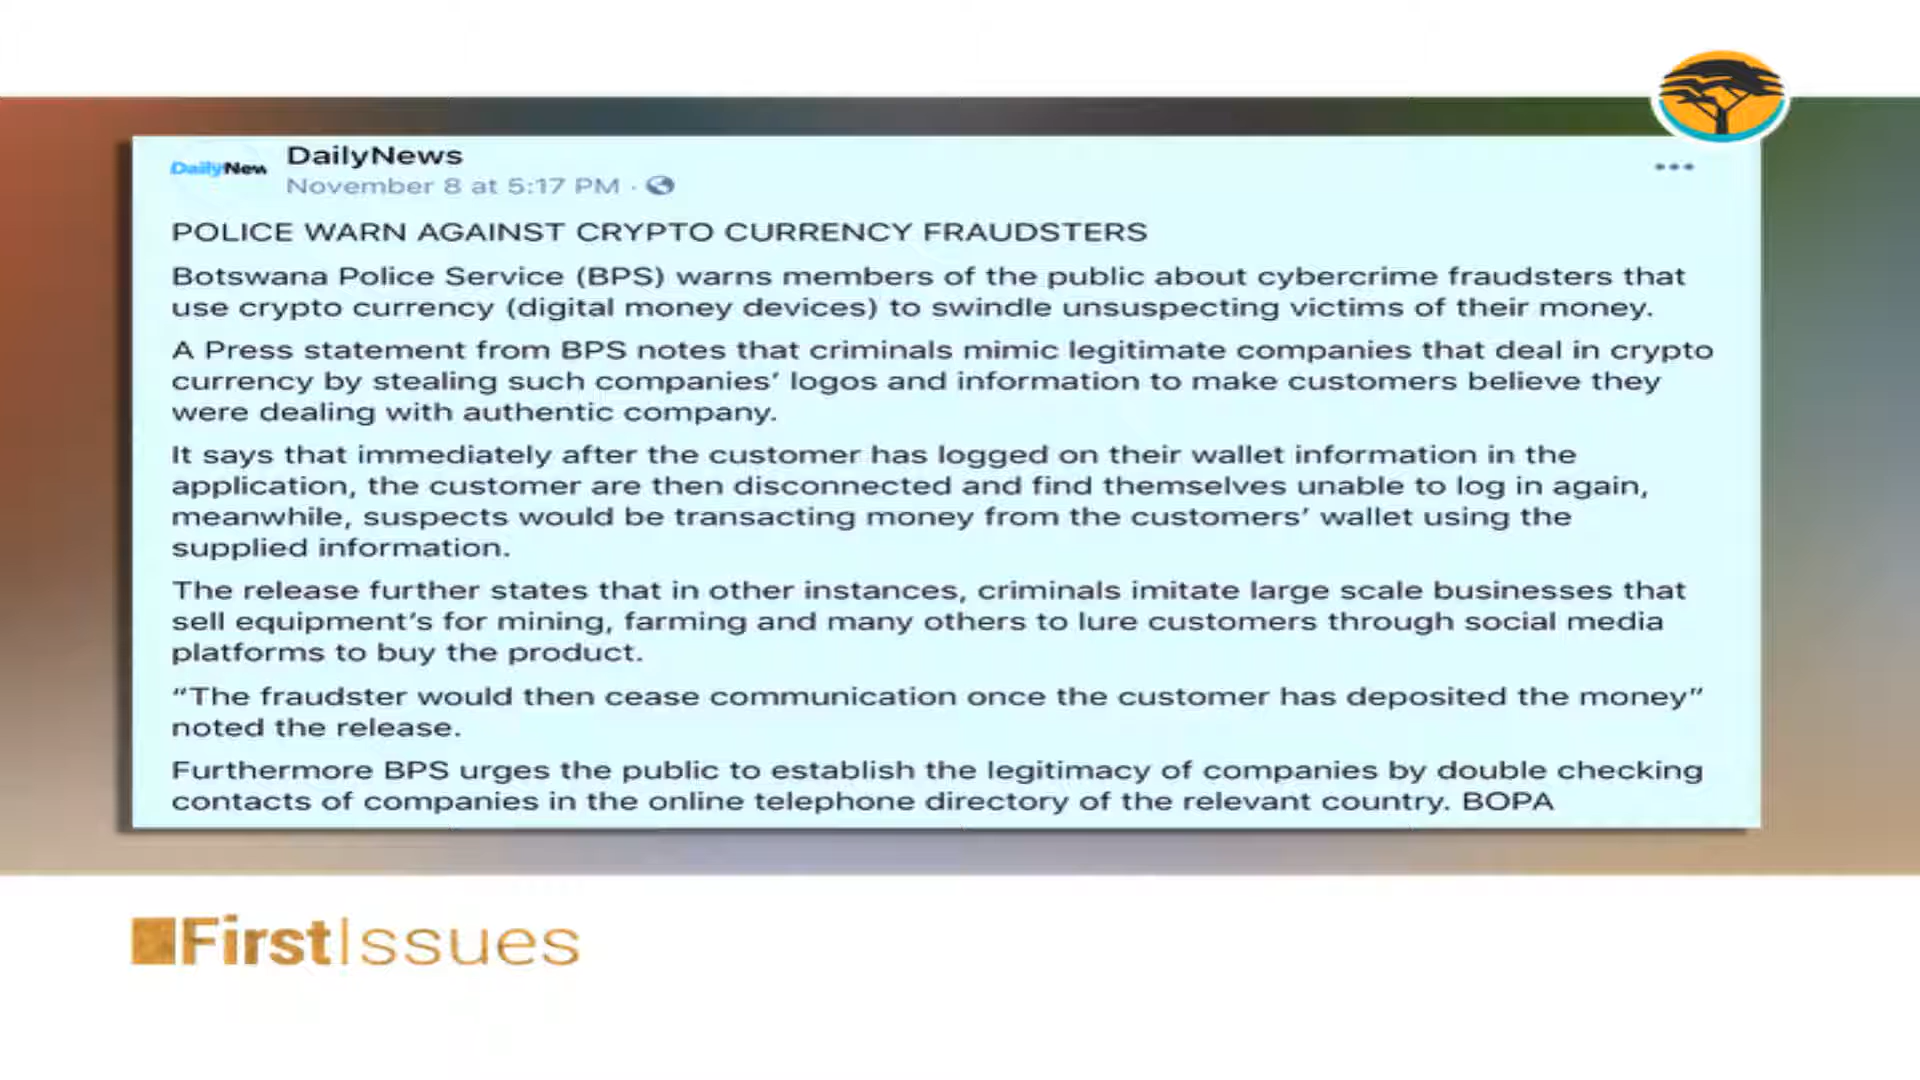 DailyNews
DailyNew
November 8 at 5:17 PM ·
POLICE WARN AGAINST CRYPTO CURRENCY FRAUDSTERS
Botswana Police Service (BPS) warns members of the public about cybercrime fraudsters that
use crypto currency (digital money devices) to swindle unsuspecting victims of their money.
A Press statement from BPS notes that criminals mimic legitimate companies that deal in crypto
currency by stealing such companies’ logos and information to make customers believe they
were dealing with authentic company.
It says that immediately after the customer has logged on their wallet information in the
application, the customer are then disconnected and find themselves unable to log in again,
meanwhile, suspects would be transacting money from the customers’ wallet using the
supplied information.
The release further states that in other instances, criminals imitate large scale businesses that
sell equipment’s for mining, farming and many others to lure customers through social media
platforms to buy the product.
“The fraudster would then cease communication once the customer has deposited the money”
noted the release.
Furthermore BPS urges the public to establish the legitimacy of companies by double checking
contacts of companies in the online telephone directory of the relevant country. BOPA
First|Issues